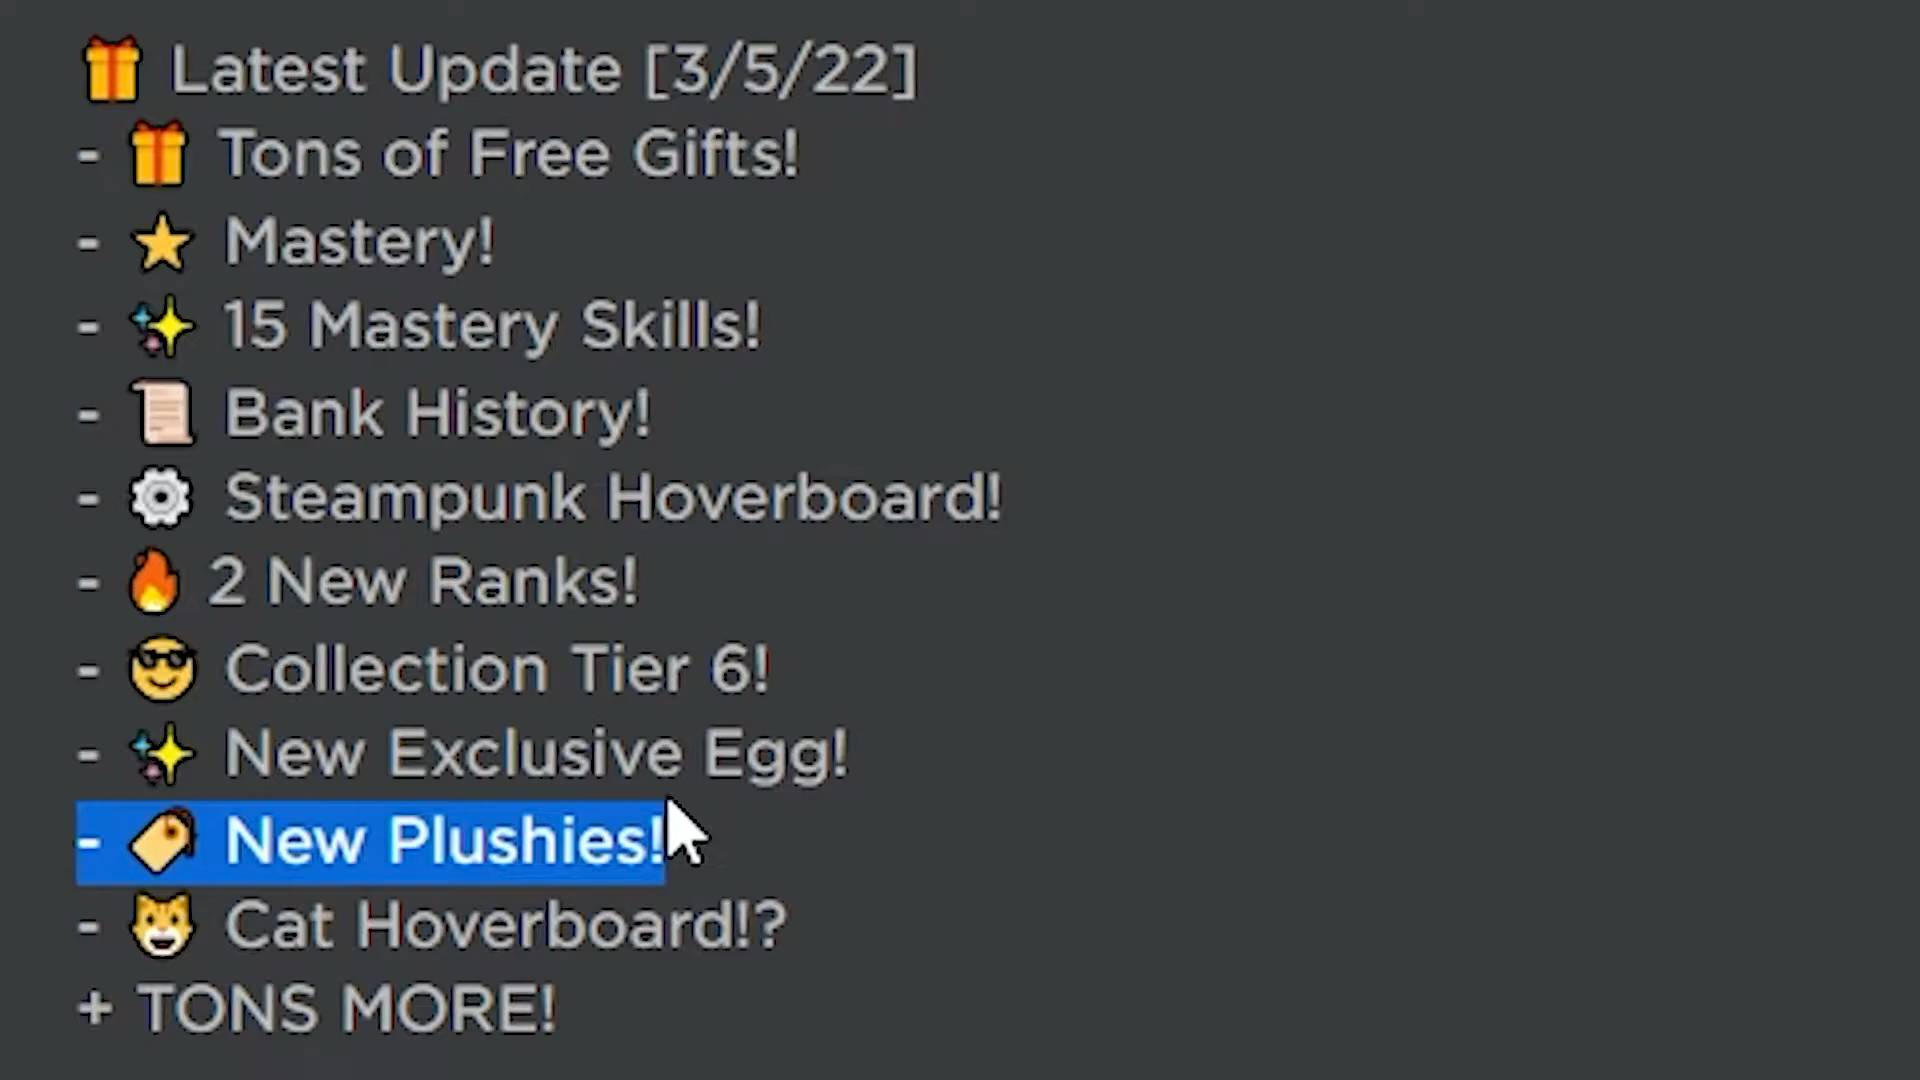 🎁 Latest Update [3/5/22]
- 🎁 Tons of Free Gifts!
- ⭐ Mastery!
- ✨ 15 Mastery Skills!
- 📜 Bank History!
- ⚙️ Steampunk Hoverboard!
- 🔥 2 New Ranks!
- 😎 Collection Tier 6!
- ✨ New Exclusive Egg!
- 🏷️ New Plushies!
- 😺 Cat Hoverboard!?
+ TONS MORE!